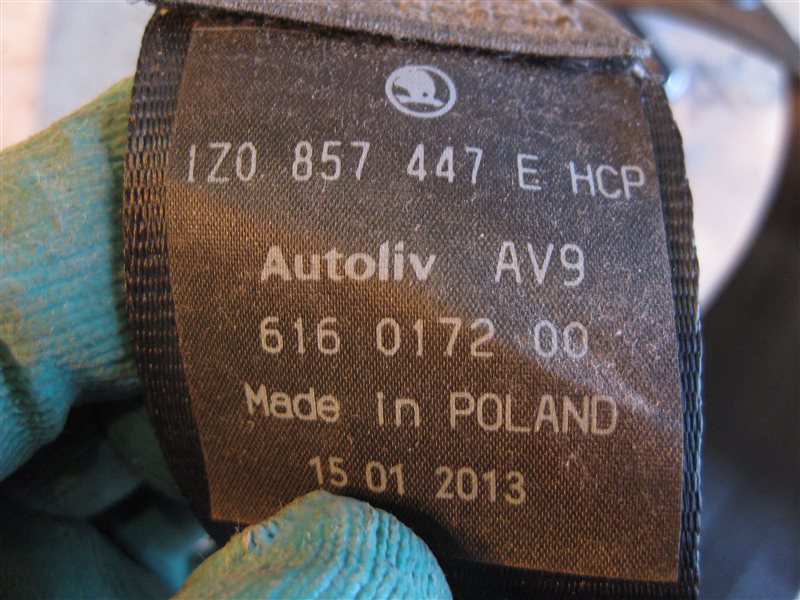 1Z0 857 447 E HCP
Autoliv AV9
616 0172 00
Made in POLAND
15 01 2013